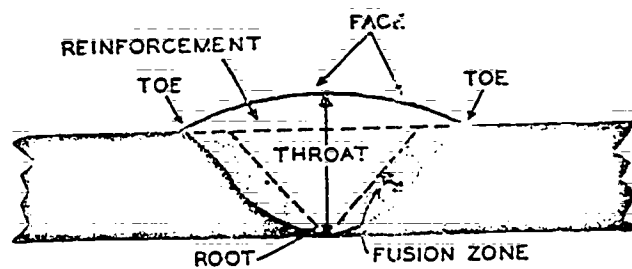 FACE
REINFORCEMENT
TOE
TOE
THROAT
ROOT
FUSION ZONE